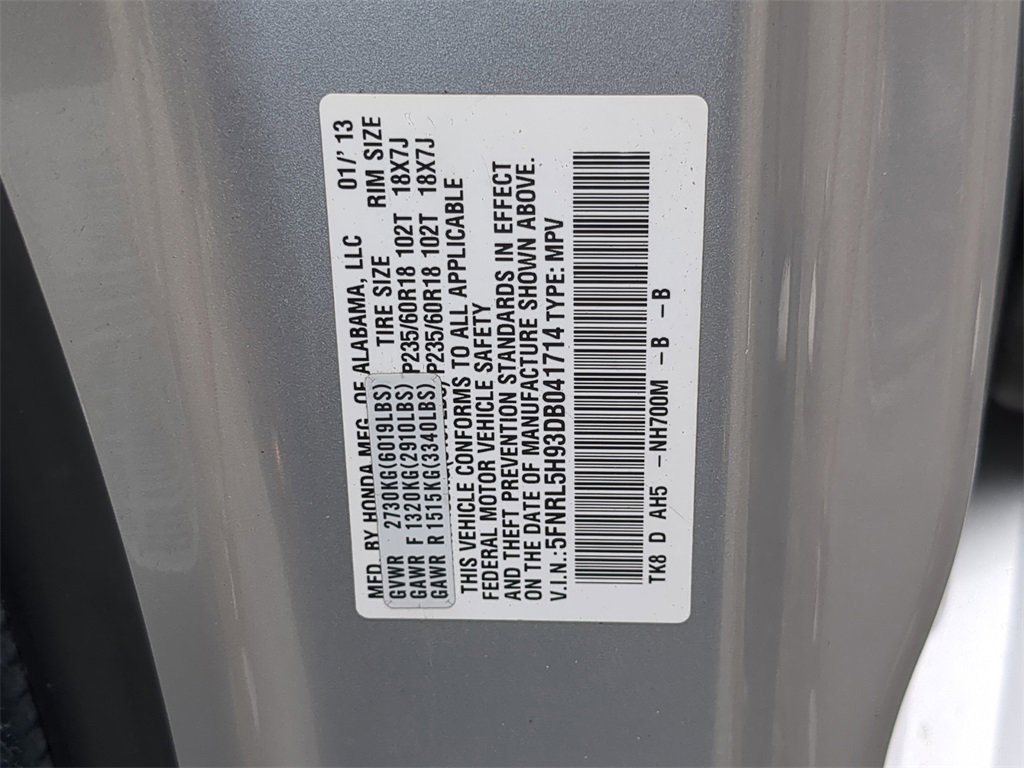 MFD. BY HONDA MFG. OF ALABAMA, LLC 01/'13
TIRE SIZE RIM SIZE
GVWR 2730KG(6019LBS)
GAWR F 1320KG(2910LBS) P235/60R18 102T 18X7J
GAWR R 1515KG(3340LBS) P235/60R18 102T 18X7J
THIS VEHICLE CONFORMS TO ALL APPLICABLE
FEDERAL MOTOR VEHICLE SAFETY
AND THEFT PREVENTION STANDARDS IN EFFECT
ON THE DATE OF MANUFACTURE SHOWN ABOVE.
V.I.N.:5FNRL5H93DB041714 TYPE: MPV
TK8 D AH5 -NH700M -B -B